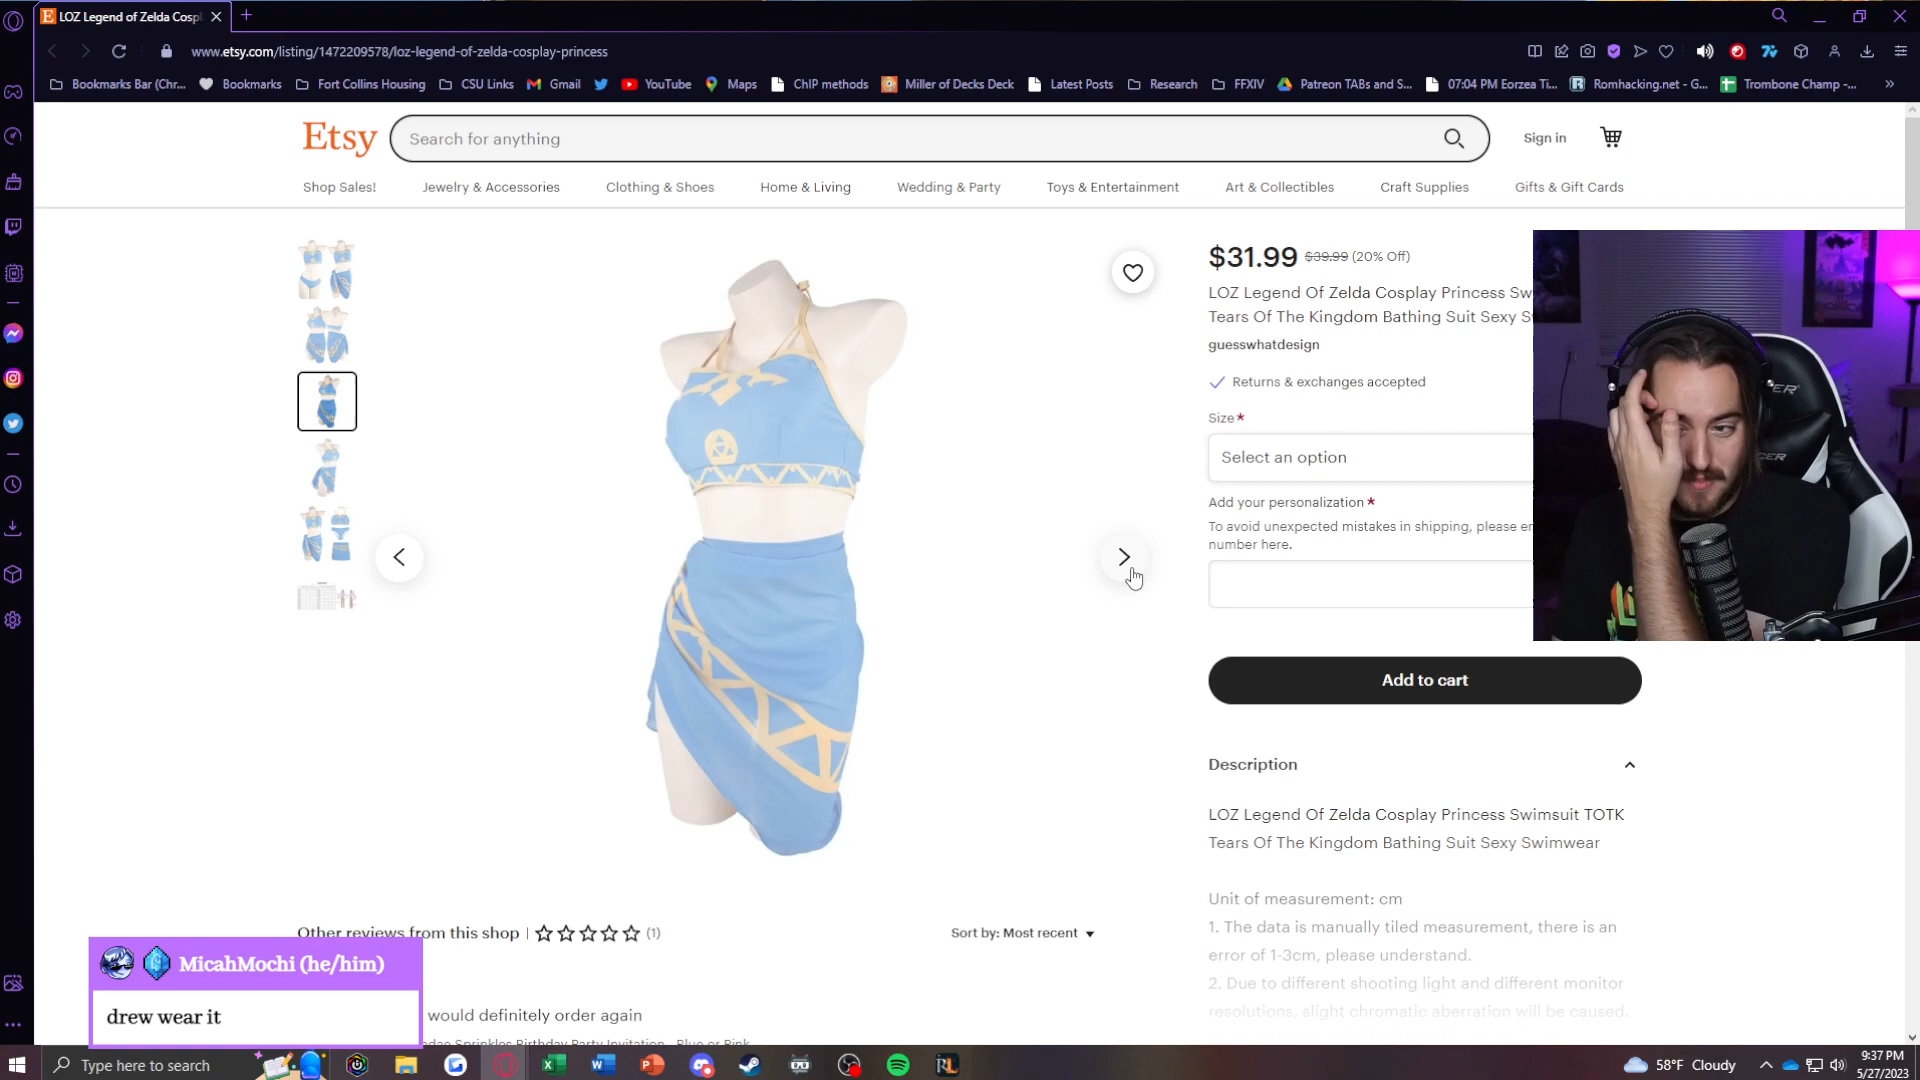 LOZ Legend of Zelda Cospl
www.etsy.com/listing/1472209578/loz-legend-of-zelda-cosplay-princess
Bookmarks Bar (Chr... Bookmarks Fort Collins Housing CSU Links Gmail YouTube Maps ChIP methods Miller of Decks Deck Latest Posts Research FFXIV Patreon TABs and S... 07:04 PM Eorzea Ti... Romhacking.net - G... Trombone Champ -... »
Etsy
Search for anything
Sign in
Shop Sales! Jewelry & Accessories Clothing & Shoes Home & Living Wedding & Party Toys & Entertainment Art & Collectibles Craft Supplies Gifts & Gift Cards
$31.99 $39.99 (20% Off)
LOZ Legend Of Zelda Cosplay Princess Sw
Tears Of The Kingdom Bathing Suit Sexy S
guesswhatdesign
Returns & exchanges accepted
Size*
Select an option
Add your personalization *
To avoid unexpected mistakes in shipping, please en
number here.
Add to cart
Description
LOZ Legend Of Zelda Cosplay Princess Swimsuit TOTK
Tears Of The Kingdom Bathing Suit Sexy Swimwear
Unit of measurement: cm
1. The data is manually tiled measurement, there is an
error of 1-3cm, please understand.
2. Due to different shooting light and different monitor
resolutions, slight chromatic aberration will be caused.
Other reviews from this shop | (1)
Sort by: Most recent
would definitely order again
Sprinkles Birthday Party Invitation - Blue or Pink
MicahMochi (he/him)
drew wear it
Type here to search
58°F Cloudy
9:37 PM
5/27/2023